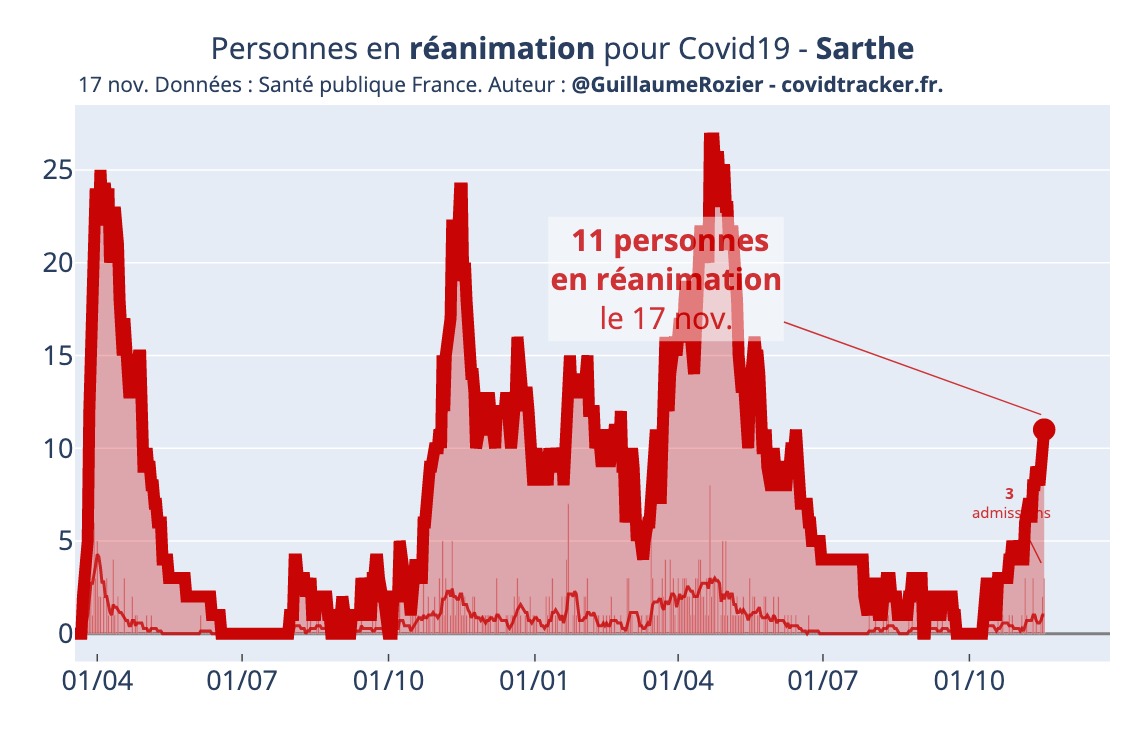 Personnes en réanimation pour Covid19 - Sarthe
17 nov. Données : Santé publique France. Auteur : @GuillaumeRozier - covidtracker.fr.
25
20
15
10
5
0
11 personnes
en réanimation
le 17 nov.
3
admissions
01/04
01/07
01/10
01/01
01/04
01/07
01/10